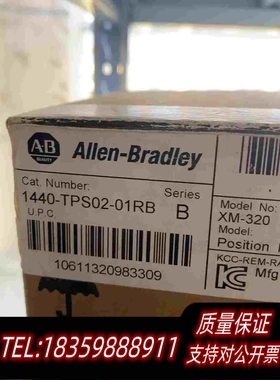 AB
QUALITY
Allen-Bradley
Cat. Number:
Series
1440-TPS02-01RB
B
U.P.C
10611320983309
Model No
XM-320
Model
Position
KCC-REM-RA
Mfg
质量保证
TEL:18359888911
支持对公开票